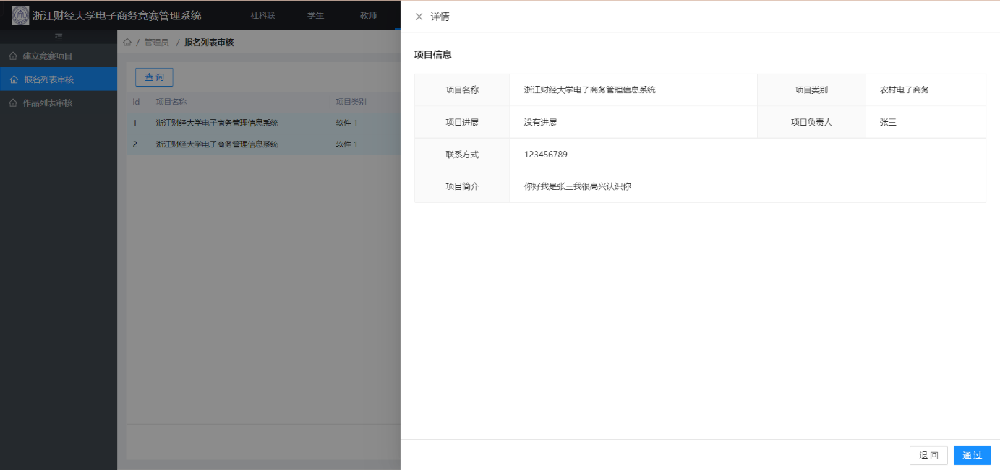 浙江财经大学电子商务竞赛管理系统
社科联
学生
教师
建立竞赛项目
报名列表审核
作品列表审核
/ 管理员 / 报名列表审核
查 询
id 项目名称 项目类别
1 浙江财经大学电子商务管理信息系统 软件 1
2 浙江财经大学电子商务管理信息系统 软件 1
详情
项目信息
项目名称 浙江财经大学电子商务管理信息系统 项目类别 农村电子商务
项目进展 没有进展 项目负责人 张三
联系方式 123456789
项目简介 你好我是张三我很高兴认识你
退 回
通 过